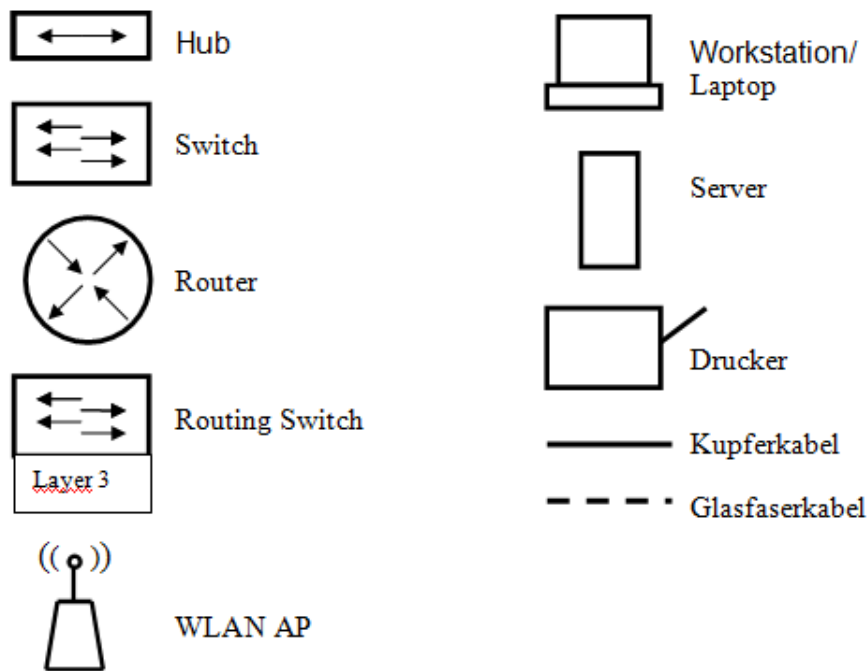 Hub
Switch
Router
Routing Switch
Layer 3
WLAN AP
Workstation/
Laptop
Server
Drucker
Kupferkabel
Glasfaserkabel